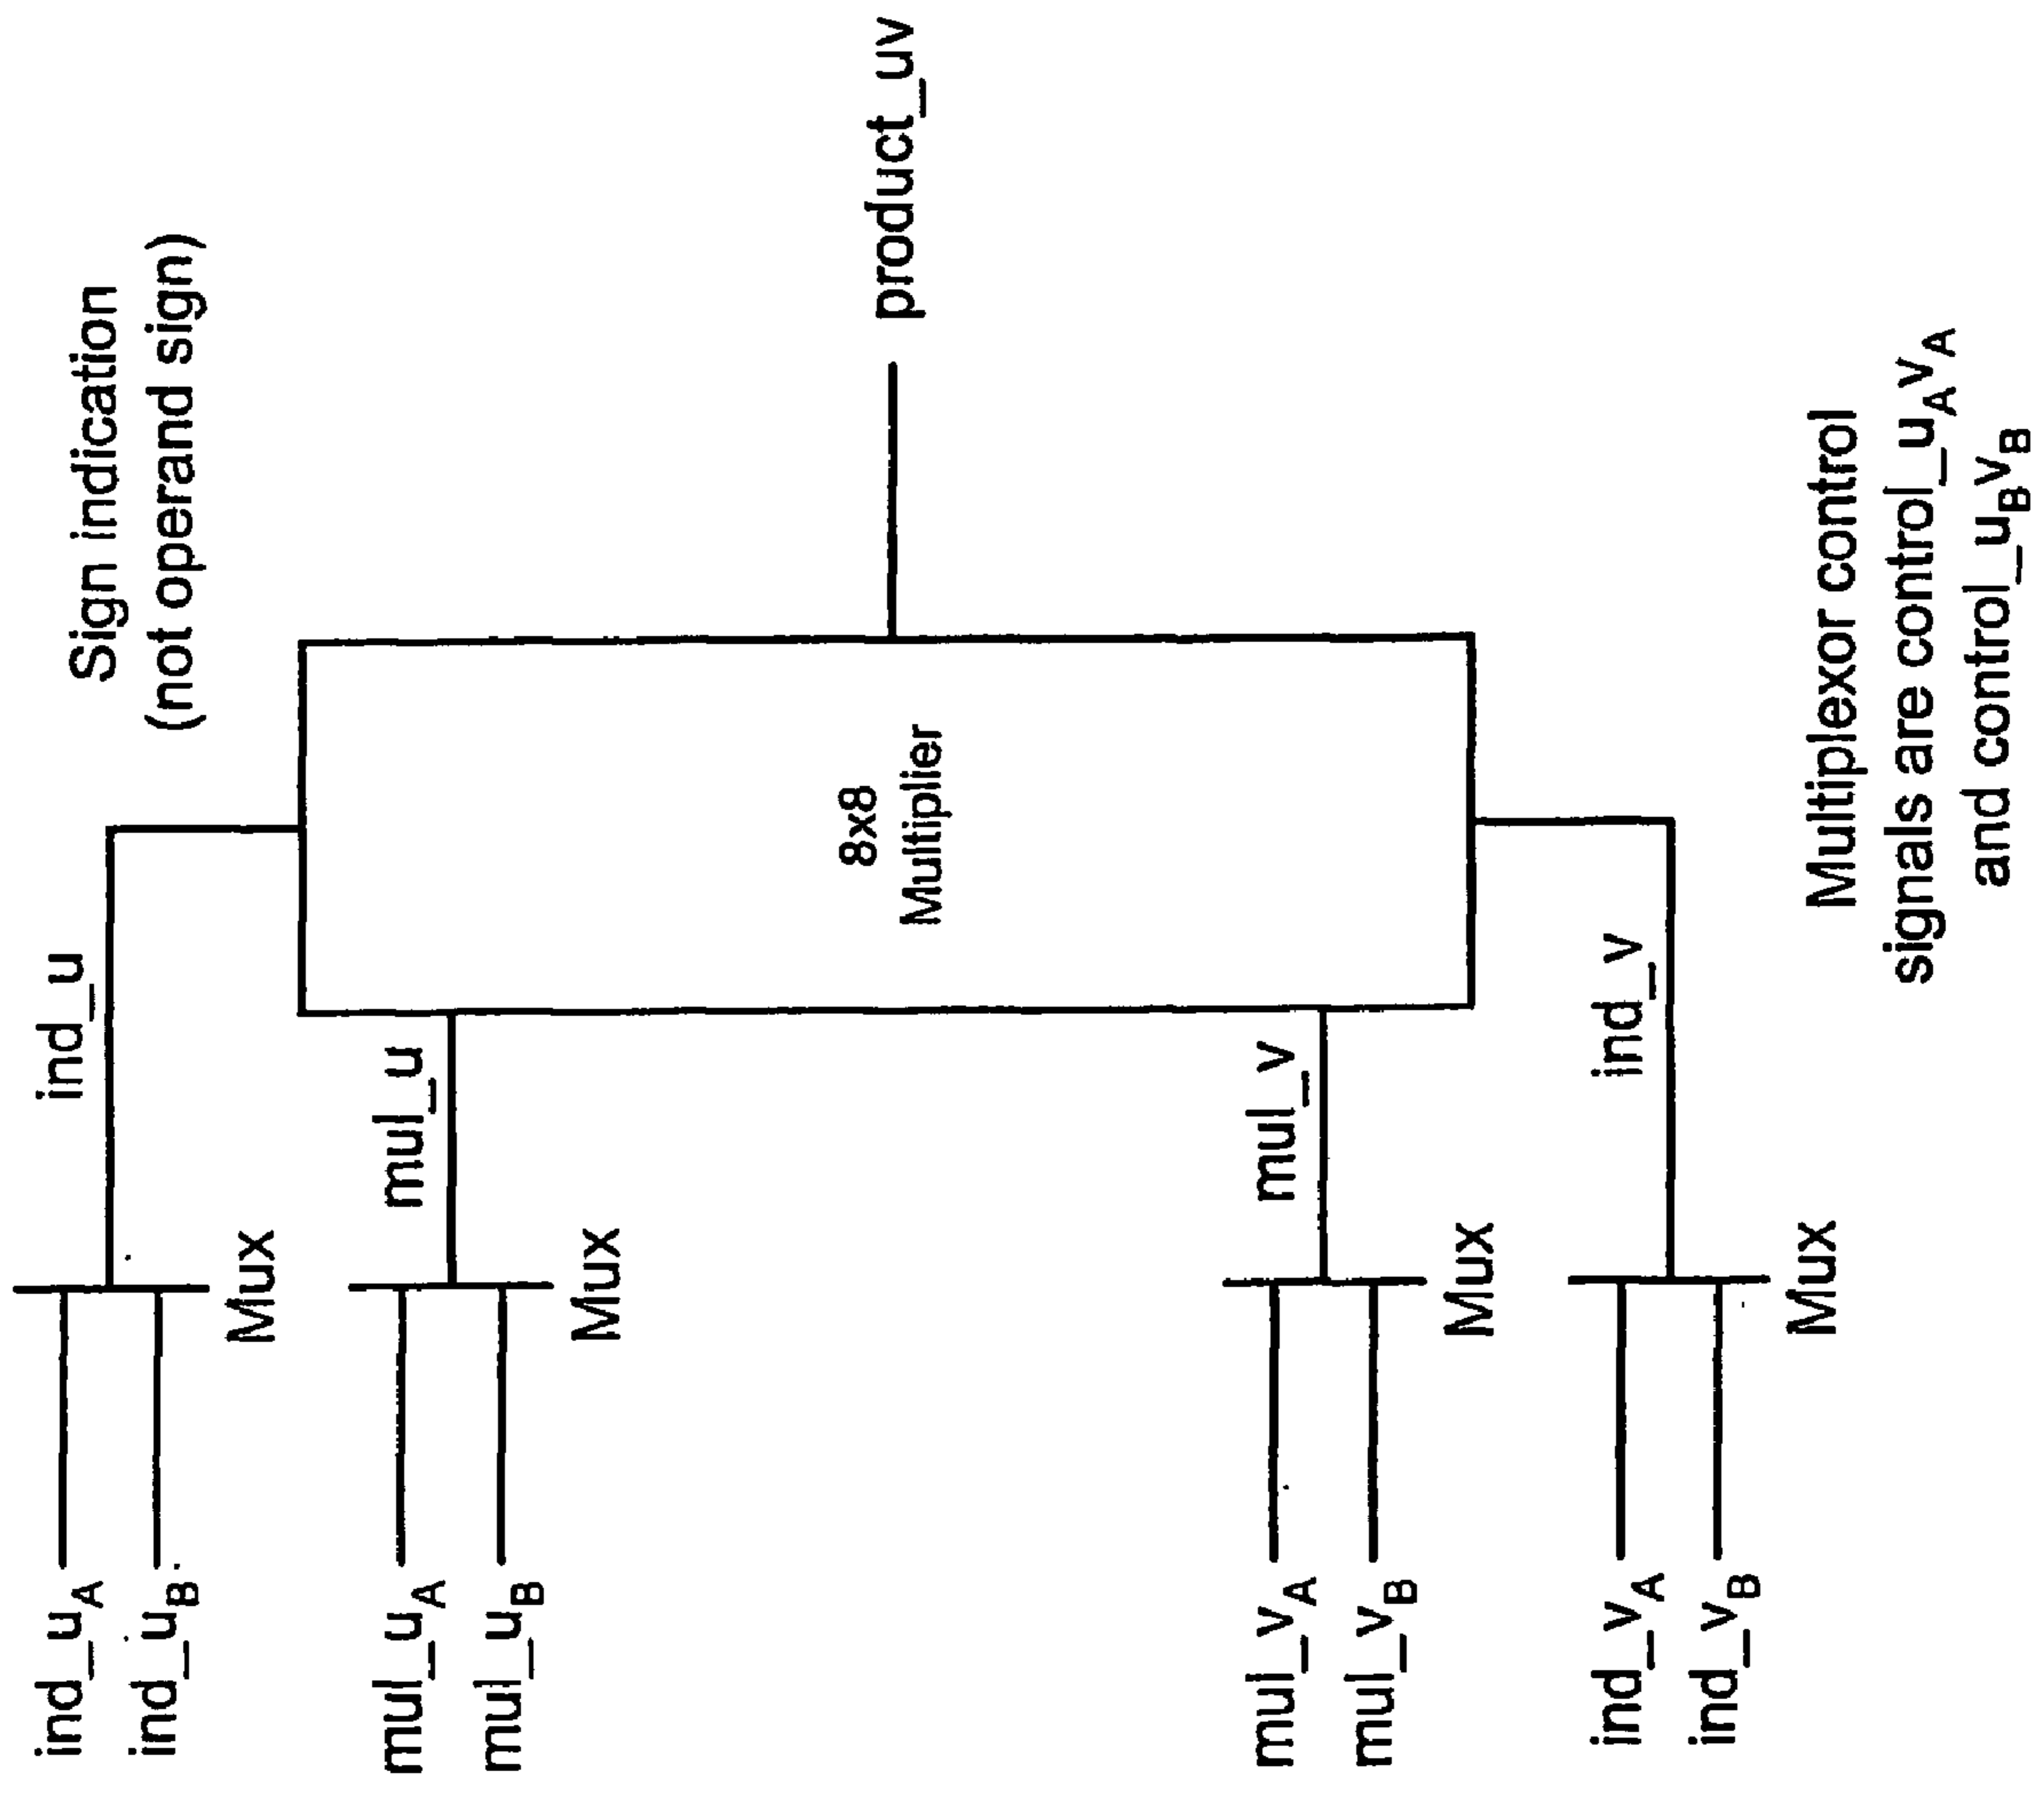 ind_uA
ind_uB
Mux
ind_u
Sign indication
(not operand sign)
mul_uA
mul_uB
Mux
mul_u
8x8
Multiplier
product_uv
mul_vA
mul_vB
Mux
mul_v
ind_vA
ind_vB
Mux
ind_v
Multiplexor control
signals are control_uAvA
and control_uBvB